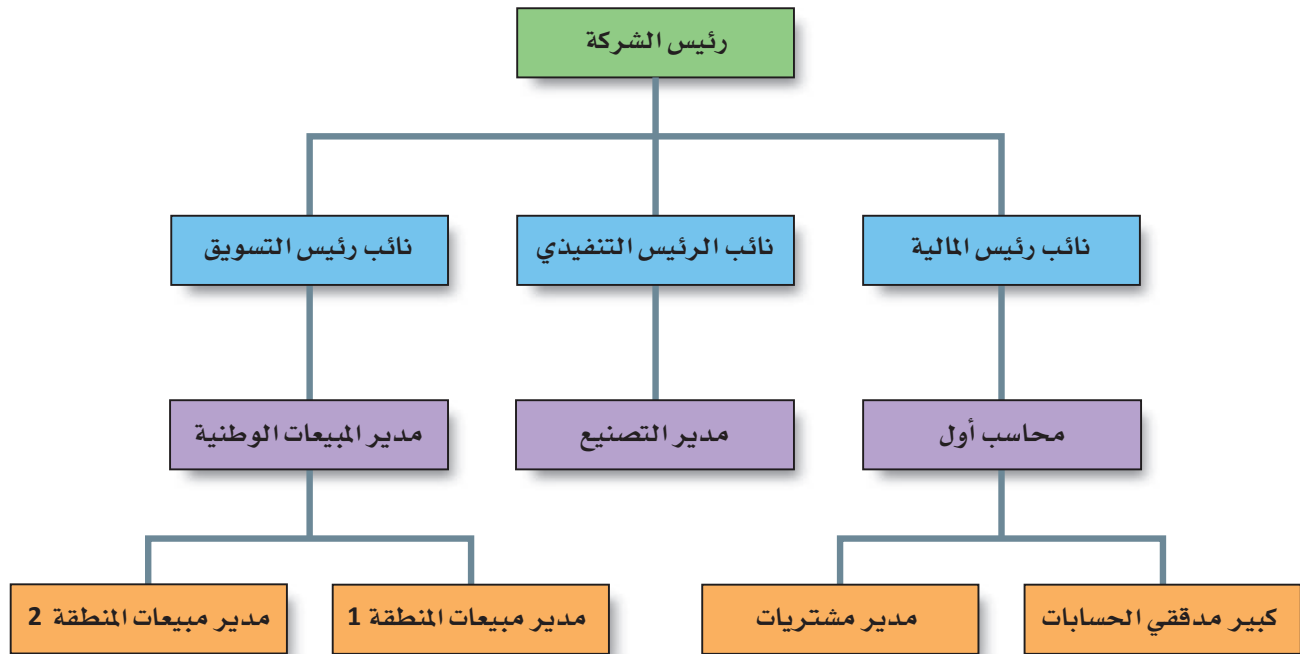 رئيس الشركة
نائب رئيس المالية
نائب الرئيس التنفيذي
نائب رئيس التسويق
محاسب أول
مدير التصنيع
مدير المبيعات الوطنية
كبير مدققي الحسابات
مدير مشتريات
مدير مبيعات المنطقة 1
مدير مبيعات المنطقة 2